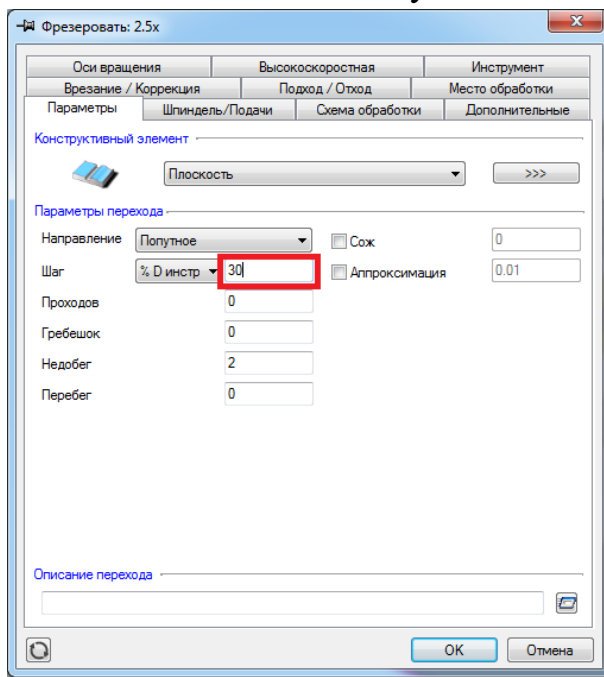 Фрезеровать: 2.5x
Оси вращения Высокоскоростная Инструмент
Врезание / Коррекция Подход / Отход Место обработки
Параметры Шпиндель/Подачи Схема обработки Дополнительные
Конструктивный элемент
Плоскость >>>
Параметры перехода
Направление Попутное Сож 0
Шаг % D инстр 30 Аппроксимация 0.01
Проходов 0
Гребешок 0
Недобег 2
Перебег 0
Описание перехода
OK Отмена